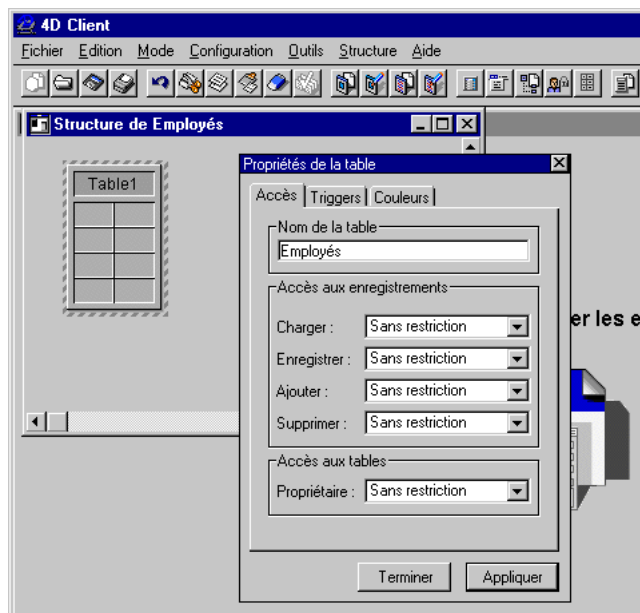 4D Client
Fichier Edition Mode Configuration Outils Structure Aide
Structure de Employés
Table1
Propriétés de la table
Accès Triggers Couleurs
Nom de la table
Employés
Accès aux enregistrements
Charger : Sans restriction
Enregistrer : Sans restriction
Ajouter : Sans restriction
Supprimer : Sans restriction
Accès aux tables
Propriétaire : Sans restriction
Terminer Appliquer
er les e